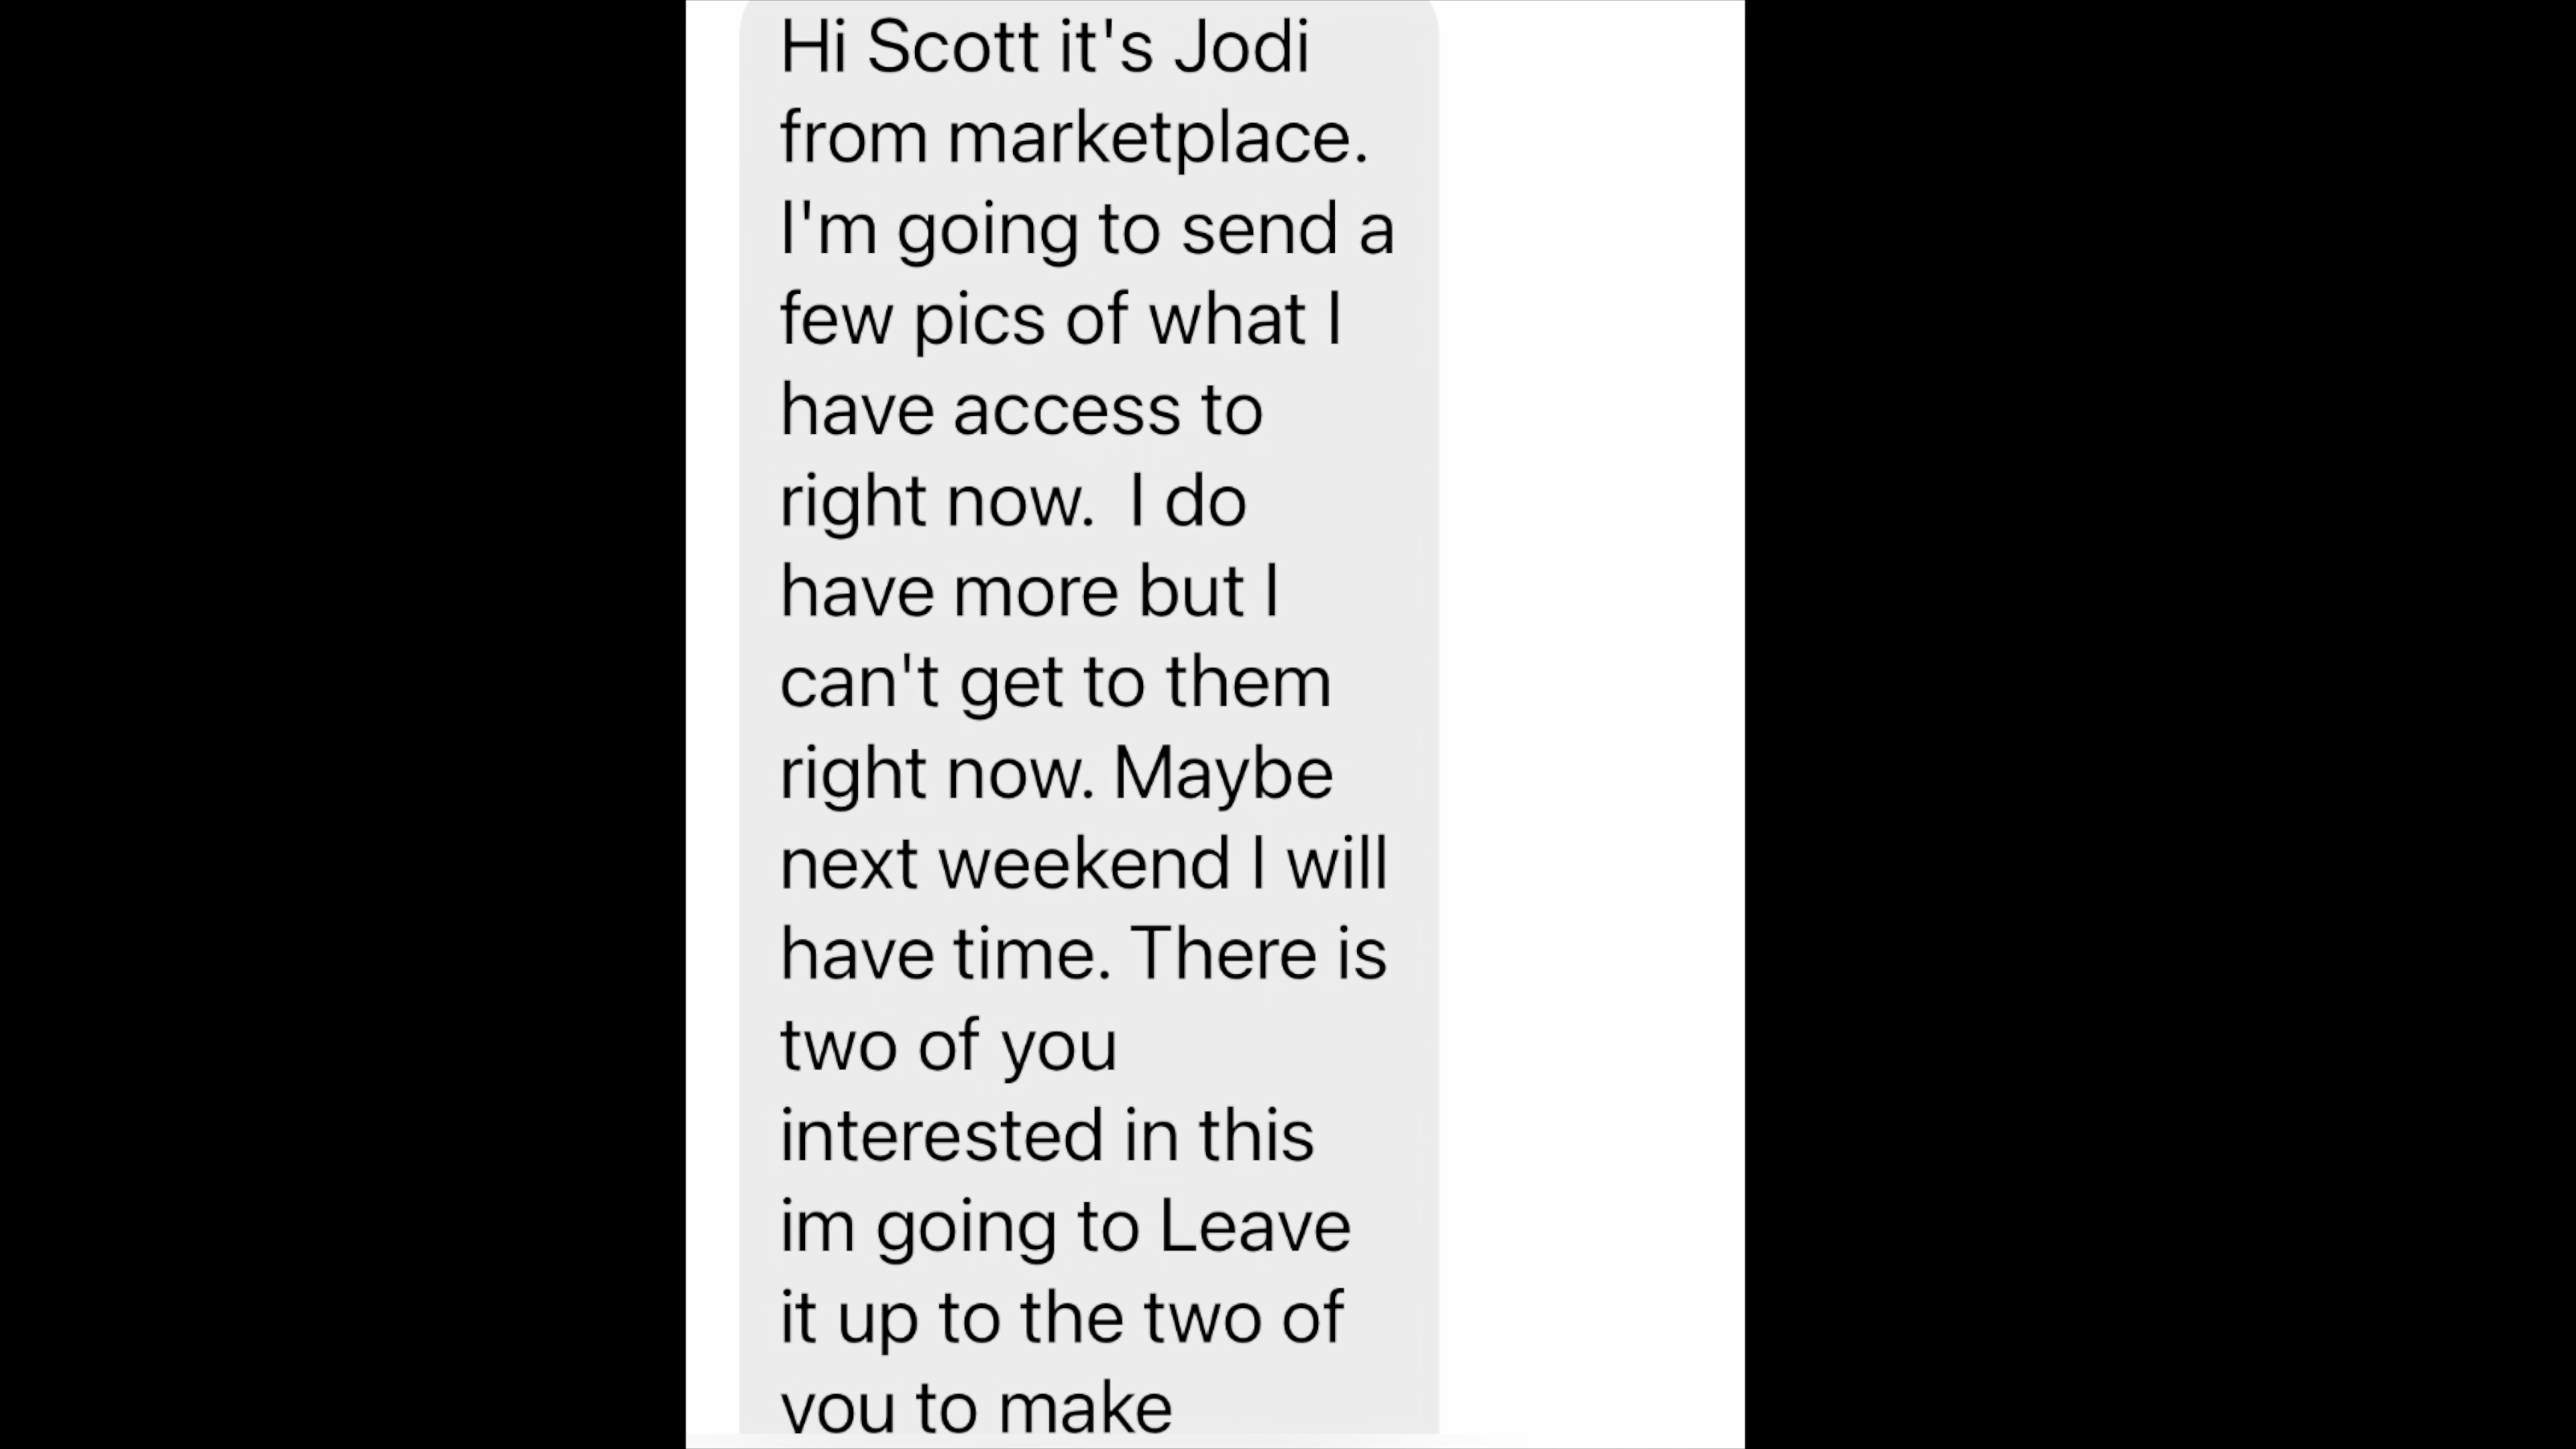 Hi Scott it's Jodi
from marketplace.
I'm going to send a
few pics of what I
have access to
right now.  I do
have more but I
can't get to them
right now. Maybe
next weekend I will
have time. There is
two of you
interested in this
im going to Leave
it up to the two of
you to make